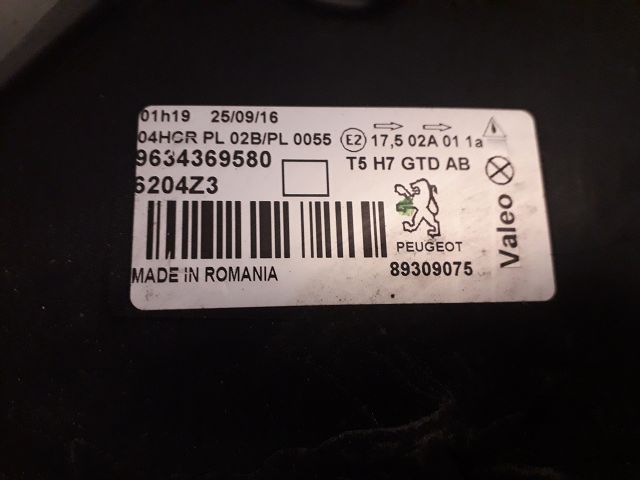 01h19 25/09/16
04HCR PL 02B/PL 0055 E2 17,5 02A 01 1a
9634369580 T5 H7 GTD AB
6204Z3
PEUGEOT
MADE IN ROMANIA 89309075
Valeo